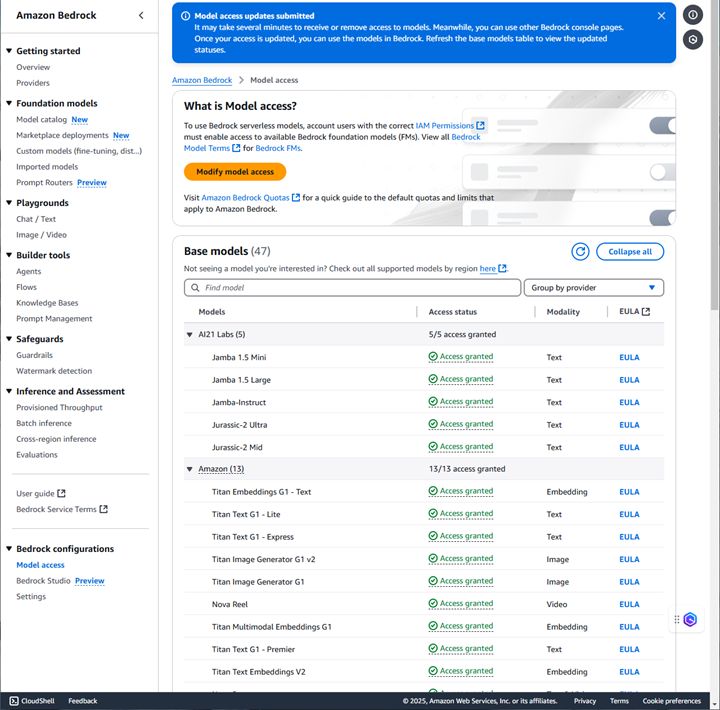 Amazon Bedrock
Getting started
Overview
Providers
Foundation models
Model catalog New
Marketplace deployments New
Custom models (fine-tuning, dist...)
Imported models
Prompt Routers Preview
Playgrounds
Chat / Text
Image / Video
Builder tools
Agents
Flows
Knowledge Bases
Prompt Management
Safeguards
Guardrails
Watermark detection
Inference and Assessment
Provisioned Throughput
Batch inference
Cross-region inference
Evaluations
User guide
Bedrock Service Terms
Bedrock configurations
Model access
Bedrock Studio Preview
Settings
Model access updates submitted
It may take several minutes to receive or remove access to models. Meanwhile, you can use other Bedrock console pages.
Once your access is updated, you can use the models in Bedrock. Refresh the base models table to view the updated
statuses.
Amazon Bedrock > Model access
What is Model access?
To use Bedrock serverless models, account users with the correct IAM Permissions
must enable access to available Bedrock foundation models (FMs). View all Bedrock
Model Terms for Bedrock FMs.
Modify model access
Visit Amazon Bedrock Quotas for a quick guide to the default quotas and limits that
apply to Amazon Bedrock.
Base models (47)
Collapse all
Not seeing a model you're interested in? Check out all supported models by region here.
Find model
Group by provider
Models Access status Modality EULA
AI21 Labs (5) 5/5 access granted
Jamba 1.5 Mini Access granted Text EULA
Jamba 1.5 Large Access granted Text EULA
Jamba-Instruct Access granted Text EULA
Jurassic-2 Ultra Access granted Text EULA
Jurassic-2 Mid Access granted Text EULA
Amazon (13) 13/13 access granted
Titan Embeddings G1 - Text Access granted Embedding EULA
Titan Text G1 - Lite Access granted Text EULA
Titan Text G1 - Express Access granted Text EULA
Titan Image Generator G1 v2 Access granted Image EULA
Titan Image Generator G1 Access granted Image EULA
Nova Reel Access granted Video EULA
Titan Multimodal Embeddings G1 Access granted Embedding EULA
Titan Text G1 - Premier Access granted Text EULA
Titan Text Embeddings V2 Access granted Embedding EULA
CloudShell Feedback © 2025, Amazon Web Services, Inc. or its affiliates. Privacy Terms Cookie preferences